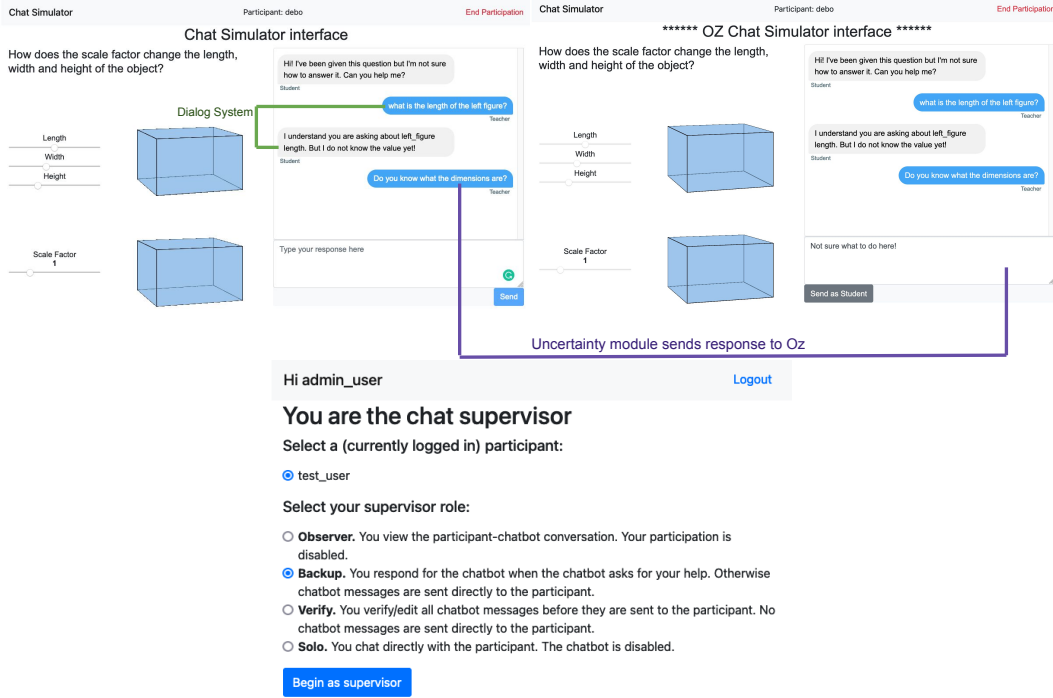 Chat Simulator
Participant: debo
End Participation
Chat Simulator interface
How does the scale factor change the length,
width and height of the object?
Dialog System
Length
Width
Height
Scale Factor
1
Hi! I've been given this question but I'm not sure
how to answer it. Can you help me?
Student
what is the length of the left figure?
Teacher
I understand you are asking about left_figure
length. But I do not know the value yet!
Student
Do you know what the dimensions are?
Teacher
Type your response here
Send
Chat Simulator
Participant: debo
End Participation
****** OZ Chat Simulator interface ******
How does the scale factor change the length,
width and height of the object?
Length
Width
Height
Scale Factor
1
Hi! I've been given this question but I'm not sure
how to answer it. Can you help me?
Student
what is the length of the left figure?
Teacher
I understand you are asking about left_figure
length. But I do not know the value yet!
Student
Do you know what the dimensions are?
Teacher
Not sure what to do here!
Send as Student
Uncertainty module sends response to Oz
Hi admin_user
Logout
You are the chat supervisor
Select a (currently logged in) participant:
test_user
Select your supervisor role:
Observer. You view the participant-chatbot conversation. Your participation is
disabled.
Backup. You respond for the chatbot when the chatbot asks for your help. Otherwise
chatbot messages are sent directly to the participant.
Verify. You verify/edit all chatbot messages before they are sent to the participant. No
chatbot messages are sent directly to the participant.
Solo. You chat directly with the participant. The chatbot is disabled.
Begin as supervisor